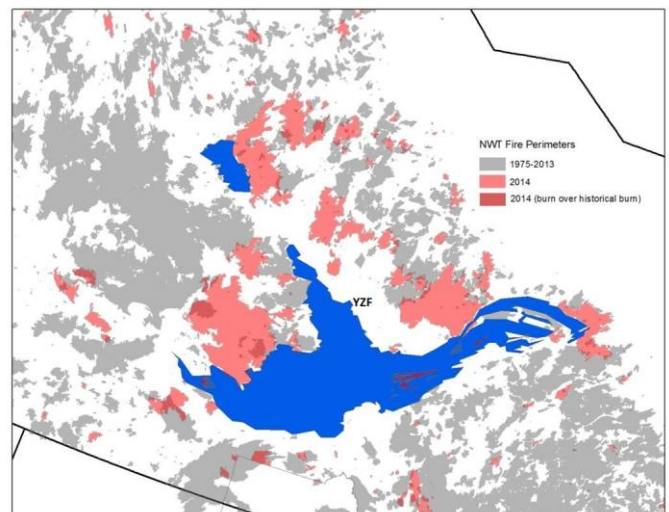 NWT Fire Perimeters
1975-2013
2014
2014 (burn over historical burn)
YZF